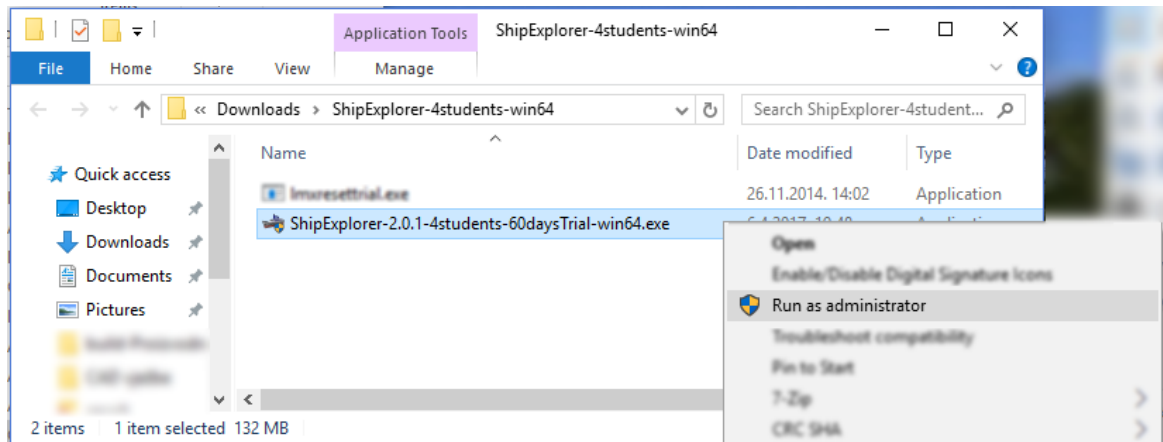 Application Tools
ShipExplorer-4students-win64
File Home Share View Manage
« Downloads > ShipExplorer-4students-win64
Search ShipExplorer-4student...
Name Date modified Type
Quick access
Desktop
Downloads
Documents
Pictures
lmxresettrial.exe 26.11.2014. 14:02 Application
ShipExplorer-2.0.1-4students-60daysTrial-win64.exe
Open
Enable/Disable Digital Signature Icons
Run as administrator
Troubleshoot compatibility
Pin to Start
7-Zip
CRC SHA
2 items 1 item selected 132 MB